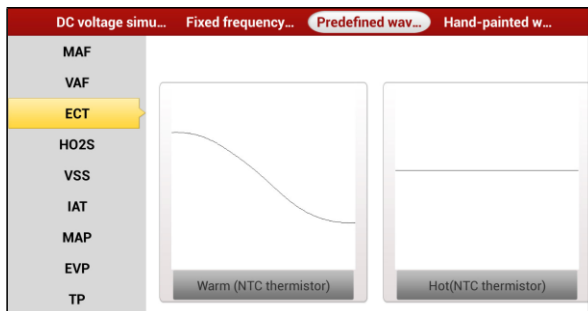 DC voltage simu... Fixed frequency... Predefined wav... Hand-painted w...
MAF
VAF
ECT
HO2S
VSS
IAT
MAP
EVP
TP
Warm (NTC thermistor) Hot(NTC thermistor)